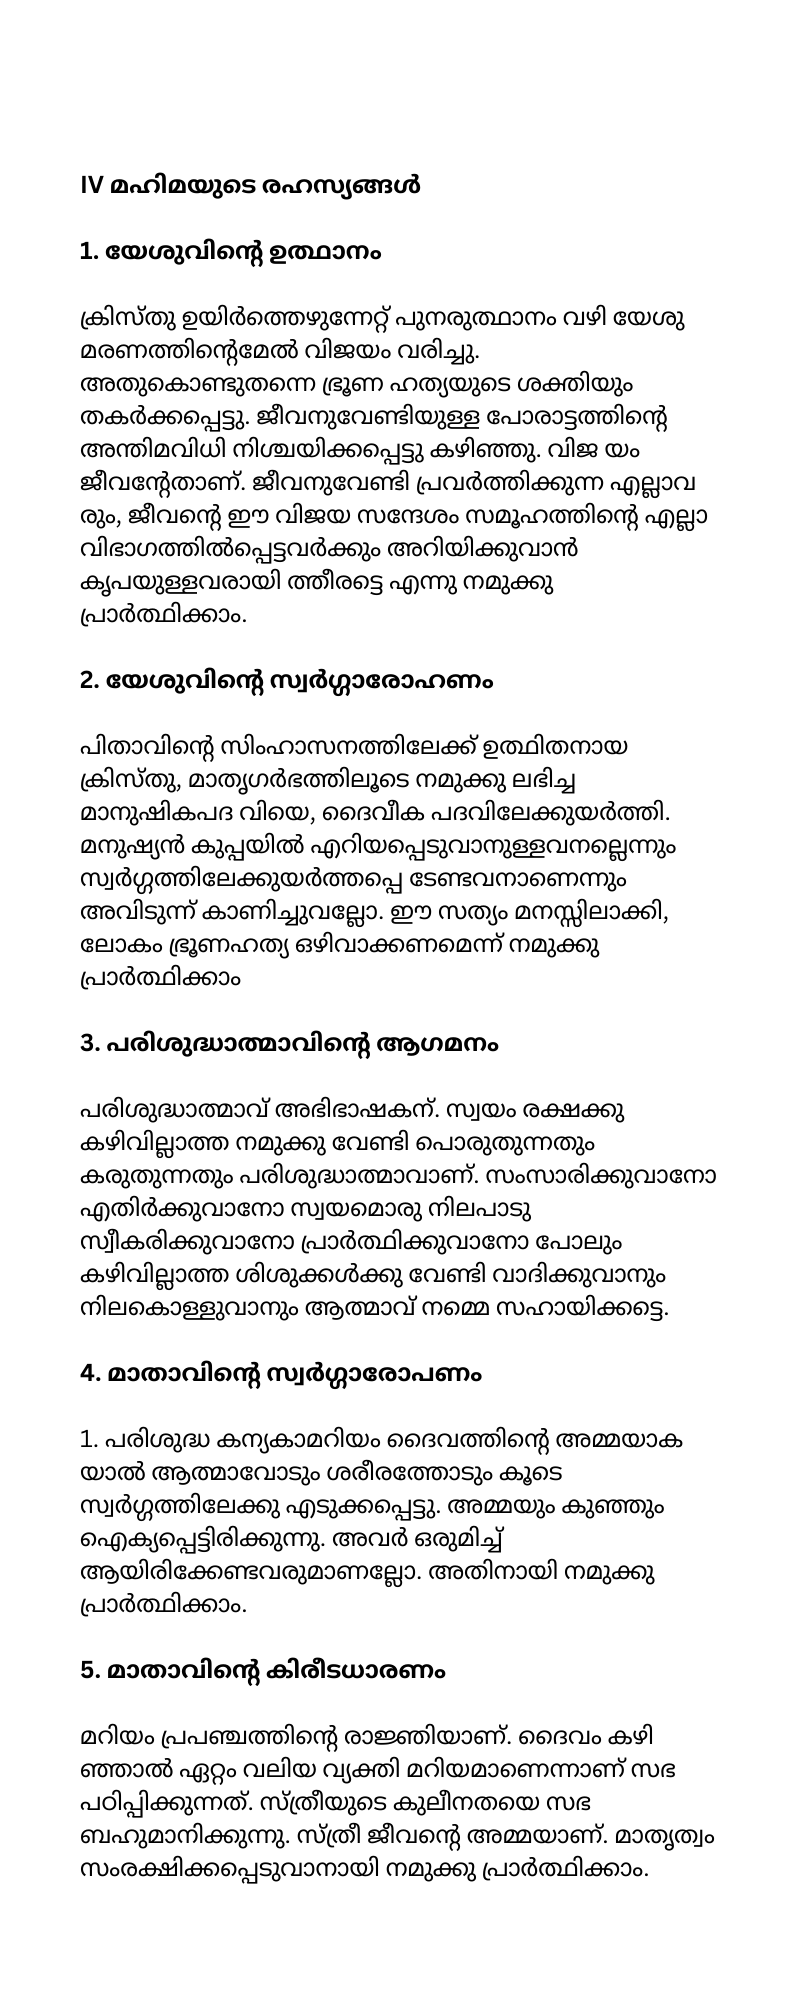 IV മഹിമയുടെ രഹസ്യങ്ങൾ
1. യേശുവിന്റെ ഉത്ഥാനം
ക്രിസ്തു ഉയിർത്തെഴുന്നേറ്റ് പുനരുത്ഥാനം വഴി യേശു
മരണത്തിന്റെമേൽ വിജയം വരിച്ചു.
അതുകൊണ്ടുതന്നെ ഭ്രൂണ ഹത്യയുടെ ശക്തിയും
തകർക്കപ്പെട്ടു. ജീവനുവേണ്ടിയുള്ള പോരാട്ടത്തിന്റെ
അന്തിമവിധി നിശ്ചയിക്കപ്പെട്ടു കഴിഞ്ഞു. വിജ യം
ജീവന്റേതാണ്. ജീവനുവേണ്ടി പ്രവർത്തിക്കുന്ന എല്ലാവ
രും, ജീവന്റെ ഈ വിജയ സന്ദേശം സമൂഹത്തിന്റെ എല്ലാ
വിഭാഗത്തിൽപ്പെട്ടവർക്കും അറിയിക്കുവാൻ
കൃപയുള്ളവരായി ത്തീരട്ടെ എന്നു നമുക്കു
പ്രാർത്ഥിക്കാം.
2. യേശുവിന്റെ സ്വർഗ്ഗാരോഹണം
പിതാവിന്റെ സിംഹാസനത്തിലേക്ക് ഉത്ഥിതനായ
ക്രിസ്തു, മാതൃഗർഭത്തിലൂടെ നമുക്കു ലഭിച്ച
മാനുഷികപദ വിയെ, ദൈവീക പദവിലേക്കുയർത്തി.
മനുഷ്യൻ കുപ്പയിൽ എറിയപ്പെടുവാനുള്ളവനല്ലെന്നും
സ്വർഗ്ഗത്തിലേക്കുയർത്തപ്പെ ടേണ്ടവനാണെന്നും
അവിടുന്ന് കാണിച്ചുവല്ലോ. ഈ സത്യം മനസ്സിലാക്കി,
ലോകം ഭ്രൂണഹത്യ ഒഴിവാക്കണമെന്ന് നമുക്കു
പ്രാർത്ഥിക്കാം
3. പരിശുദ്ധാത്മാവിന്റെ ആഗമനം
പരിശുദ്ധാത്മാവ് അഭിഭാഷകന്. സ്വയം രക്ഷക്കു
കഴിവില്ലാത്ത നമുക്കു വേണ്ടി പൊരുതുന്നതും
കരുതുന്നതും പരിശുദ്ധാത്മാവാണ്. സംസാരിക്കുവാനോ
എതിർക്കുവാനോ സ്വയമൊരു നിലപാടു
സ്വീകരിക്കുവാനോ പ്രാർത്ഥിക്കുവാനോ പോലും
കഴിവില്ലാത്ത ശിശുക്കൾക്കു വേണ്ടി വാദിക്കുവാനും
നിലകൊള്ളുവാനും ആത്മാവ് നമ്മെ സഹായിക്കട്ടെ.
4. മാതാവിന്റെ സ്വർഗ്ഗാരോപണം
1. പരിശുദ്ധ കന്യകാമറിയം ദൈവത്തിന്റെ അമ്മയാക
യാൽ ആത്മാവോടും ശരീരത്തോടും കൂടെ
സ്വർഗ്ഗത്തിലേക്കു എടുക്കപ്പെട്ടു. അമ്മയും കുഞ്ഞും
ഐക്യപ്പെട്ടിരിക്കുന്നു. അവർ ഒരുമിച്ച്
ആയിരിക്കേണ്ടവരുമാണല്ലോ. അതിനായി നമുക്കു
പ്രാർത്ഥിക്കാം.
5. മാതാവിന്റെ കിരീടധാരണം
മറിയം പ്രപഞ്ചത്തിന്റെ രാജ്ഞിയാണ്. ദൈവം കഴി
ഞ്ഞാൽ ഏറ്റം വലിയ വ്യക്തി മറിയമാണെന്നാണ് സഭ
പഠിപ്പിക്കുന്നത്. സ്ത്രീയുടെ കുലീനതയെ സഭ
ബഹുമാനിക്കുന്നു. സ്ത്രീ ജീവന്റെ അമ്മയാണ്. മാതൃത്വം
സംരക്ഷിക്കപ്പെടുവാനായി നമുക്കു പ്രാർത്ഥിക്കാം.